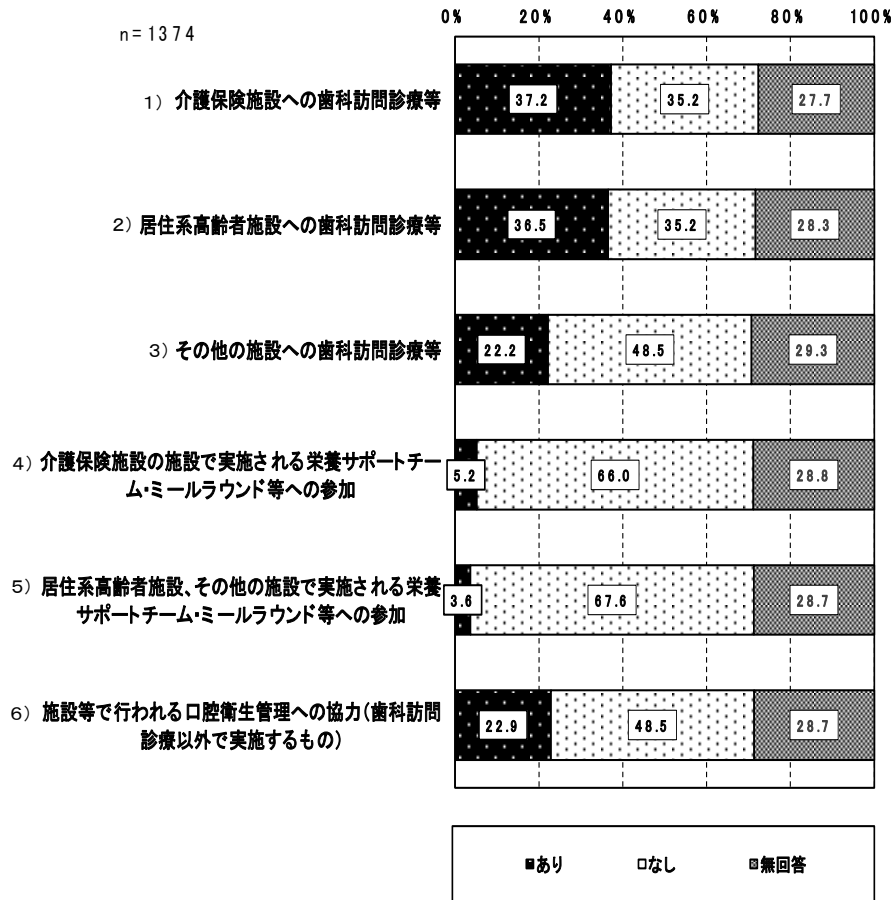 0% 20% 40% 60% 80% 100%
n=1374
1) 介護保険施設への歯科訪問診療等
37.2 35.2 27.7
2) 居住系高齢者施設への歯科訪問診療等
36.5 35.2 28.3
3) その他の施設への歯科訪問診療等
22.2 48.5 29.3
4) 介護保険施設の施設で実施される栄養サポートチー
ム・ミールラウンド等への参加
5.2 66.0 28.8
5) 居住系高齢者施設、その他の施設で実施される栄養
サポートチーム・ミールラウンド等への参加
3.6 67.6 28.7
6) 施設等で行われる口腔衛生管理への協力(歯科訪問
診療以外で実施するもの)
22.9 48.5 28.7
あり なし 無回答